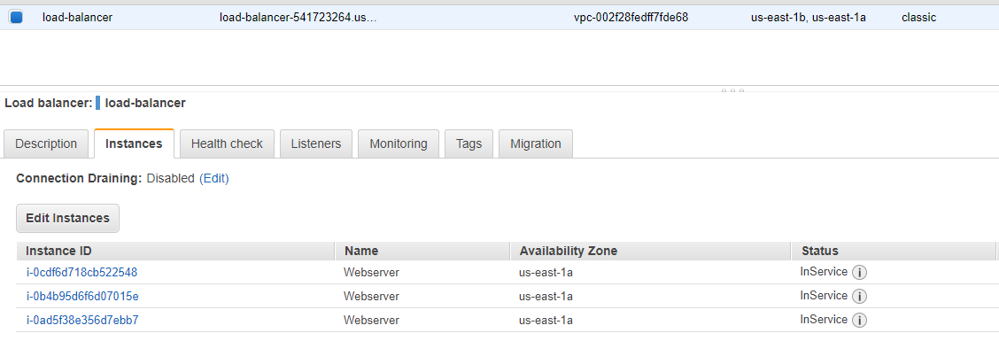 load-balancer load-balancer-541723264.us... vpc-002f28fedff7fde68 us-east-1b, us-east-1a classic
Load balancer: load-balancer
Description Instances Health check Listeners Monitoring Tags Migration
Connection Draining: Disabled (Edit)
Edit Instances
Instance ID Name Availability Zone Status
i-0cdf6d718cb522548 Webserver us-east-1a InService i
i-0b4b95d6f6d07015e Webserver us-east-1a InService i
i-0ad5f38e356d7ebb7 Webserver us-east-1a InService i